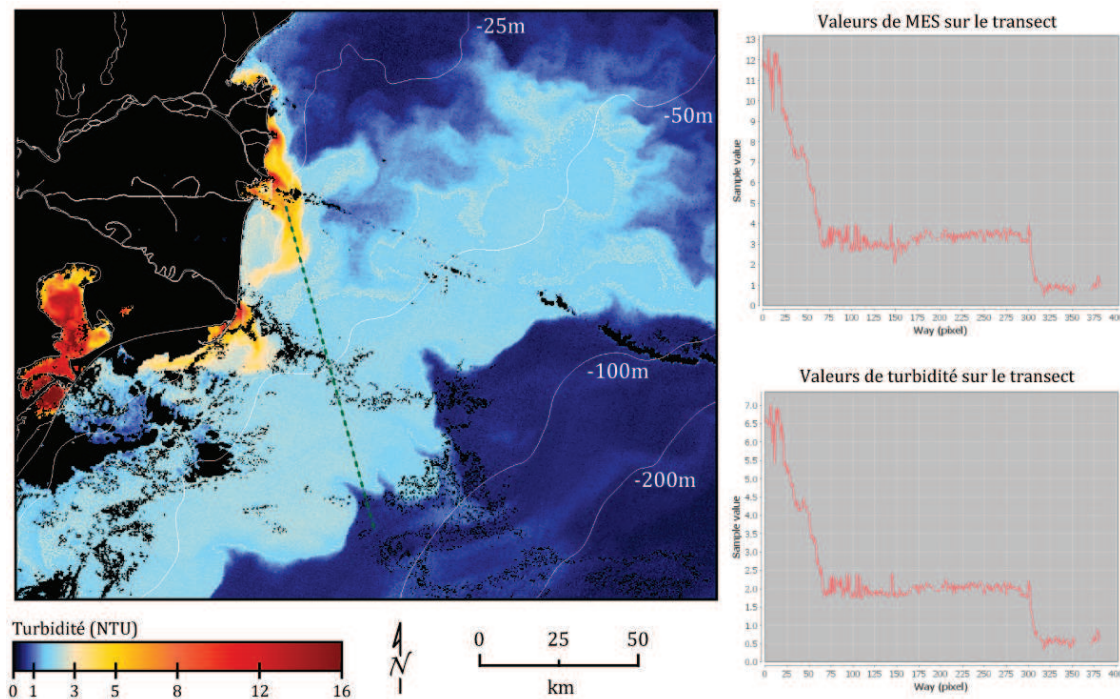 -25m
-50m
-100m
-200m
Turbidité (NTU)
0 1 3 5 8 12 16
N
0 25 50
km
Valeurs de MES sur le transect
13
12
11
10
9
8
7
6
5
4
3
2
1
0
Sample value
0 25 50 75 100 125 150 175 200 225 250 275 300 325 350 375 400
Way (pixel)
Valeurs de turbidité sur le transect
7.0
6.5
6.0
5.5
5.0
4.5
4.0
3.5
3.0
2.5
2.0
1.5
1.0
0.5
0.0
Sample value
0 25 50 75 100 125 150 175 200 225 250 275 300 325 350 375 400
Way (pixel)